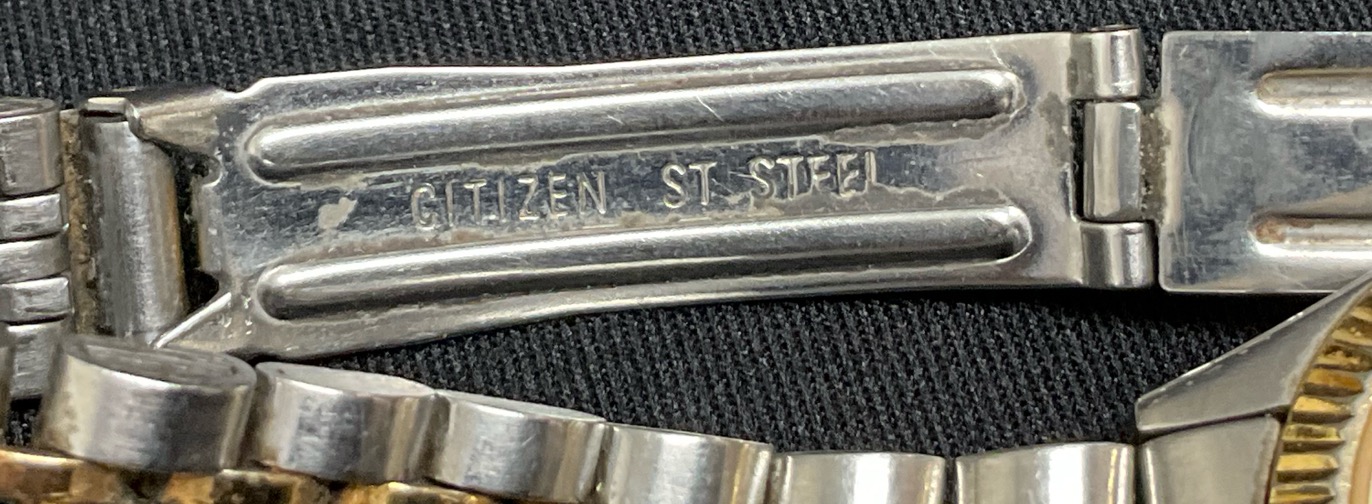 CITIZEN ST. STEEL